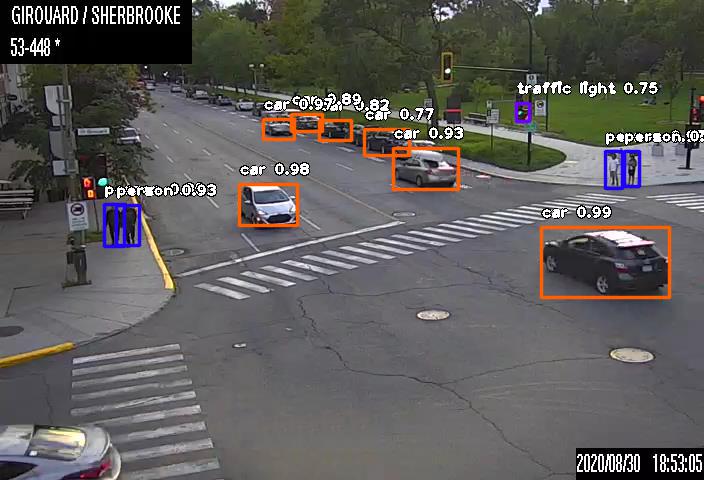 GIROUARD / SHERBROOKE
53-448 *
traffic light 0.75
car 0.89
car 0.97
0.82
car 0.77
car 0.93
car 0.98
person 0.93
car 0.99
2020/08/30 18:53:05